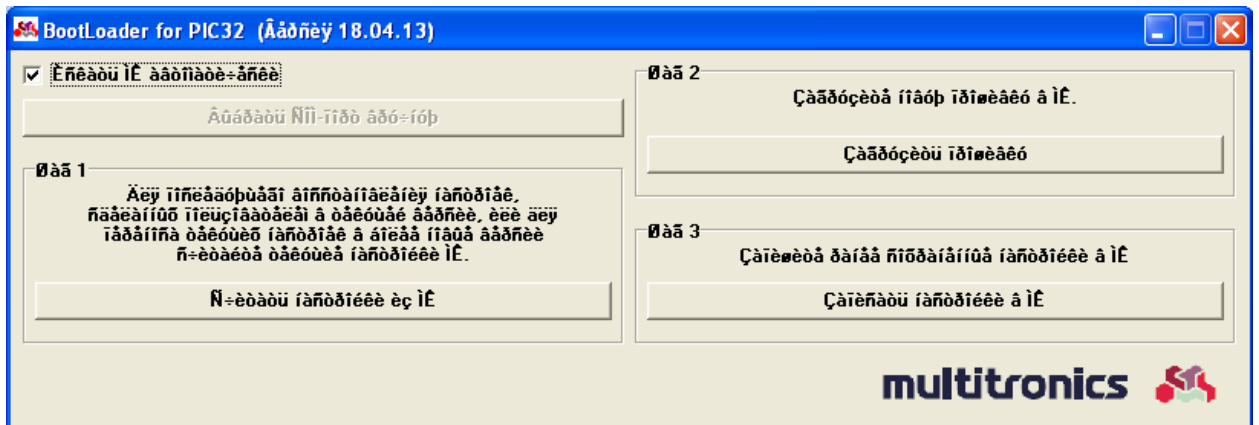 BootLoader for PIC32 (Âåðñèÿ 18.04.13)
Èñêàòü ÌÊ àâòîìàòè÷åñêè
Âûáðàòü ÑÎÌ-ïîðò âðó÷íóþ
Øàã 1
Äëÿ ïîñëåäóþùåãî âîññòàíîâëåíèÿ íàñòðîåê,
ñäåëàííûõ ïîëüçîâàòåëåì â òåêóùåé âåðñèè, èëè äëÿ
ïåðåíîñà òåêóùèõ íàñòðîåê â áîëåå íîâûå âåðñèè
ñ÷èòàéòå òåêóùèå íàñòðîéêè ÌÊ.
Ñ÷èòàòü íàñòðîéêè èç ÌÊ
Øàã 2
Çàãðóçèòå íîâóþ ïðîøèâêó â ÌÊ.
Çàãðóçèòü ïðîøèâêó
Øàã 3
Çàïèøèòå ðàíåå ñîõðàíåííûå íàñòðîéêè â ÌÊ
Çàïèñàòü íàñòðîéêè â ÌÊ
multitronics